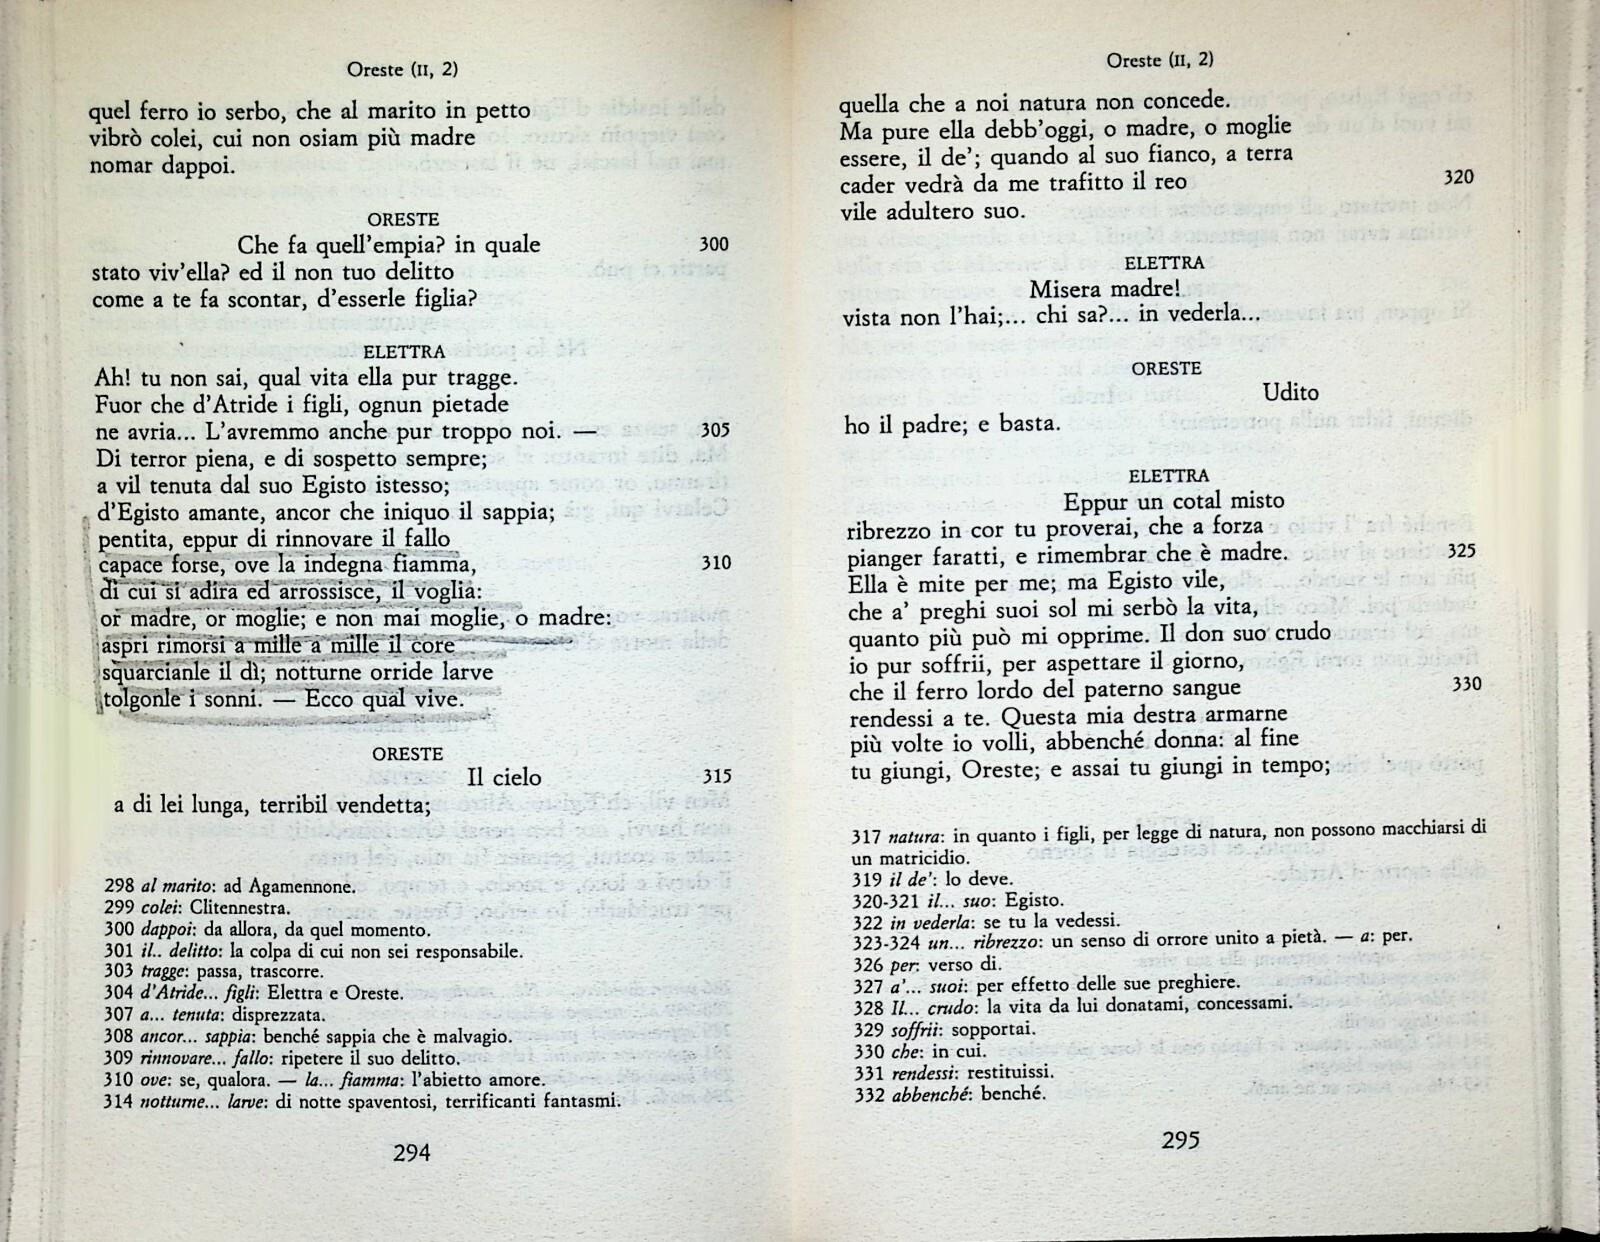 Oreste (II, 2)
quel ferro io serbo, che al marito in petto
vibrò colei, cui non osiam più madre
nomar dappoi.
ORESTE
Che fa quell'empia? in quale 300
stato viv'ella? ed il non tuo delitto
come a te fa scontar, d'esserle figlia?
ELETTRA
Ah! tu non sai, qual vita ella pur tragge.
Fuor che d'Atride i figli, ognun pietade
ne avria... L'avremmo anche pur troppo noi. — 305
Di terror piena, e di sospetto sempre;
a vil tenuta dal suo Egisto istesso;
d'Egisto amante, ancor che iniquo il sappia;
pentita, eppur di rinnovare il fallo
capace forse, ove la indegna fiamma, 310
di cui si adira ed arrossisce, il voglia:
or madre, or moglie; e non mai moglie, o madre:
aspri rimorsi a mille a mille il core
squarcianle il dì; notturne orride larve
tolgonle i sonni. — Ecco qual vive.
ORESTE
Il cielo 315
a di lei lunga, terribil vendetta;
298 al marito: ad Agamennone.
299 colei: Clitennestra.
300 dappoi: da allora, da quel momento.
301 il.. delitto: la colpa di cui non sei responsabile.
303 tragge: passa, trascorre.
304 d'Atride... figli: Elettra e Oreste.
307 a... tenuta: disprezzata.
308 ancor... sappia: benché sappia che è malvagio.
309 rinnovare... fallo: ripetere il suo delitto.
310 ove: se, qualora. — la... fiamma: l'abietto amore.
314 notturne... larve: di notte spaventosi, terrificanti fantasmi.
294
Oreste (II, 2)
quella che a noi natura non concede.
Ma pure ella debb'oggi, o madre, o moglie
essere, il de'; quando al suo fianco, a terra
cader vedrà da me trafitto il reo 320
vile adultero suo.
ELETTRA
Misera madre!
vista non l'hai;... chi sa?... in vederla...
ORESTE
Udito
ho il padre; e basta.
ELETTRA
Eppur un cotal misto
ribrezzo in cor tu proverai, che a forza
pianger faratti, e rimembrar che è madre. 325
Ella è mite per me; ma Egisto vile,
che a' preghi suoi sol mi serbò la vita,
quanto più può mi opprime. Il don suo crudo
io pur soffrii, per aspettare il giorno,
che il ferro lordo del paterno sangue 330
rendessi a te. Questa mia destra armarne
più volte io volli, abbenché donna: al fine
tu giungi, Oreste; e assai tu giungi in tempo;
317 natura: in quanto i figli, per legge di natura, non possono macchiarsi di
un matricidio.
319 il de': lo deve.
320-321 il... suo: Egisto.
322 in vederla: se tu la vedessi.
323-324 un... ribrezzo: un senso di orrore unito a pietà. — a: per.
326 per: verso di.
327 a'... suoi: per effetto delle sue preghiere.
328 Il... crudo: la vita da lui donatami, concessami.
329 soffrii: sopportai.
330 che: in cui.
331 rendessi: restituissi.
332 abbenché: benché.
295